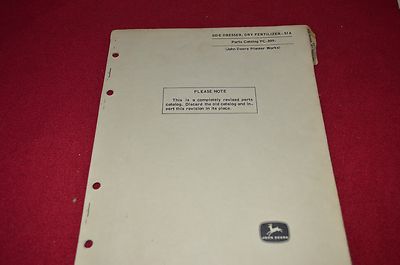 SIDE DRESSER, DRY FERTILIZER - 51A
Parts Catalog PC-
(John Deere Planter Works)
PLEASE NOTE
This is a completely revised parts
catalog. Discard the old catalog and in-
sert this revision in its place.
JOHN DEERE